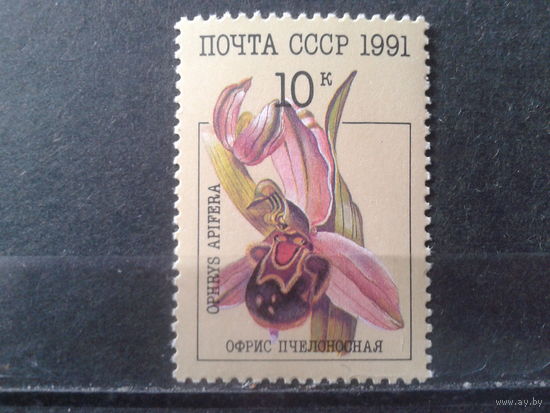 ПОЧТА СССР 1991
10 К
OPHRYS APIFERA
ОФРИС ПЧЕЛОНОСНАЯ
© www.ay.by